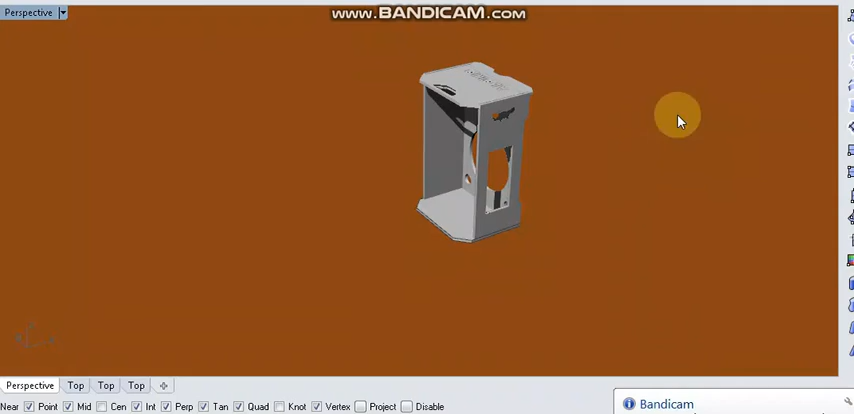 Perspective
www.BANDICAM.com
Perspective Top Top Top
Near Point Mid Cen Int Perp Tan Quad Knot Vertex Project Disable
Bandicam